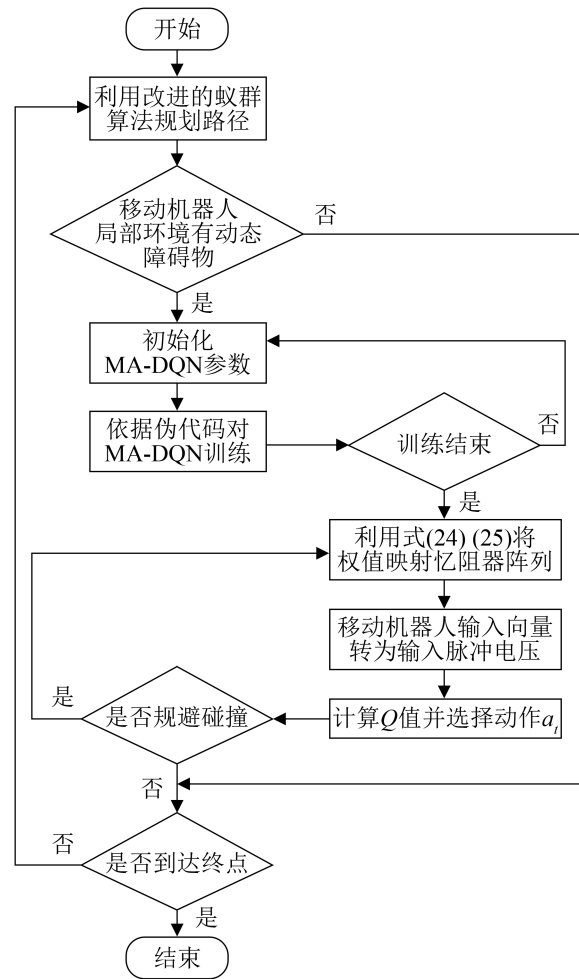 开始
利用改进的蚁群
算法规划路径
移动机器人
局部环境有动态
障碍物
否
是
初始化
MA-DQN参数
依据伪代码对
MA-DQN训练
训练结束
否
是
利用式(24) (25)将
权值映射忆阻器阵列
移动机器人输入向量
转为输入脉冲电压
计算Q值并选择动作a_t
是否规避碰撞
是
否
是否到达终点
否
是
结束